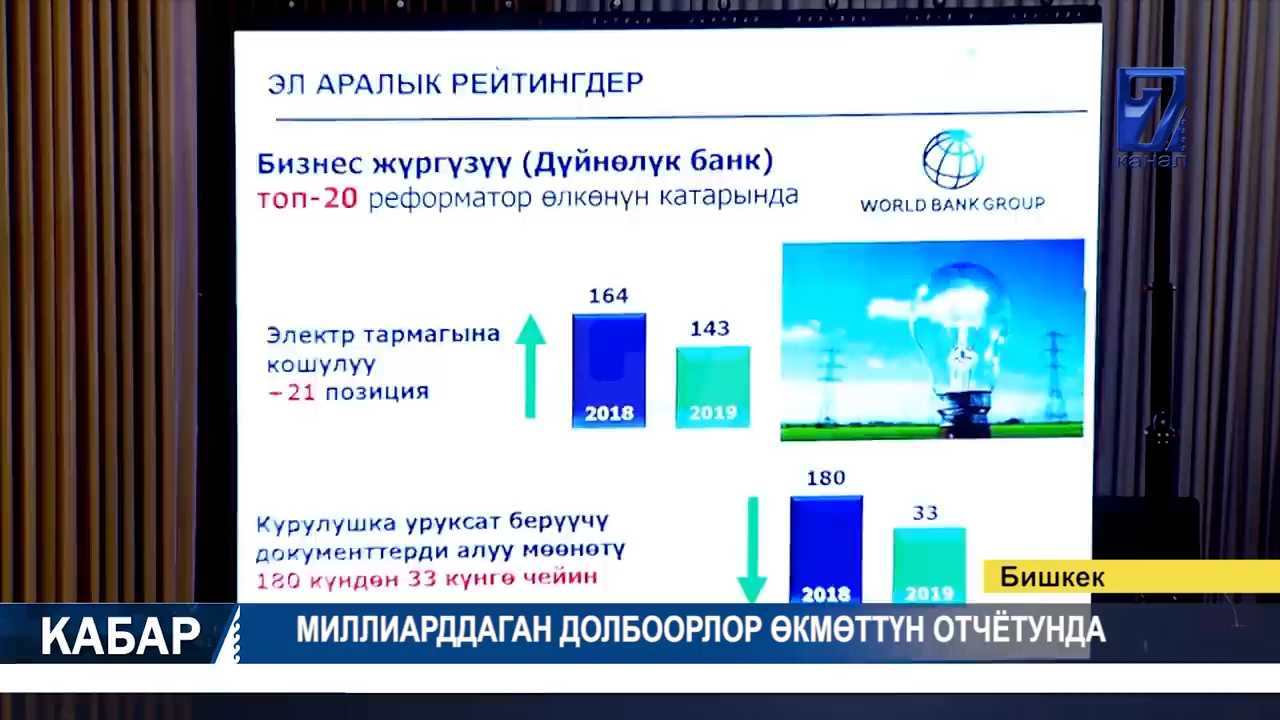 ЭЛ АРАЛЫК РЕЙТИНГДЕР
7
канал
Бизнес жүргүзүү (Дүйнөлүк банк)
топ-20 реформатор өлкөнүн катарында
WORLD BANK GROUP
164
143
Электр тармагына
кошулуу
–21 позиция
2018
2019
180
33
Курулушка уруксат берүүчү
документтерди алуу мөөнөтү
180 күндөн 33 күнгө чейин
2018
2019
Бишкек
КАБАР
МИЛЛИАРДДАГАН ДОЛБООРЛОР ӨКМӨТТҮН ОТЧЁТУНДА